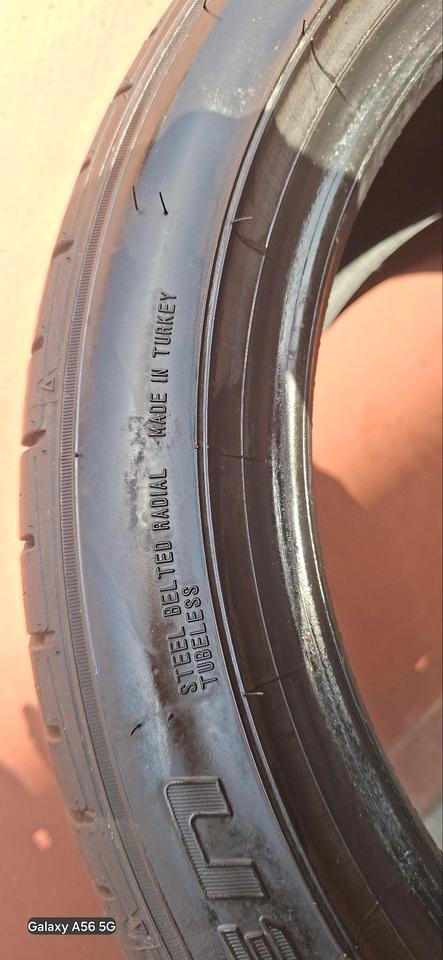 STEEL BELTED RADIAL MADE IN TURKEY
TUBELESS
Galaxy A56 5G